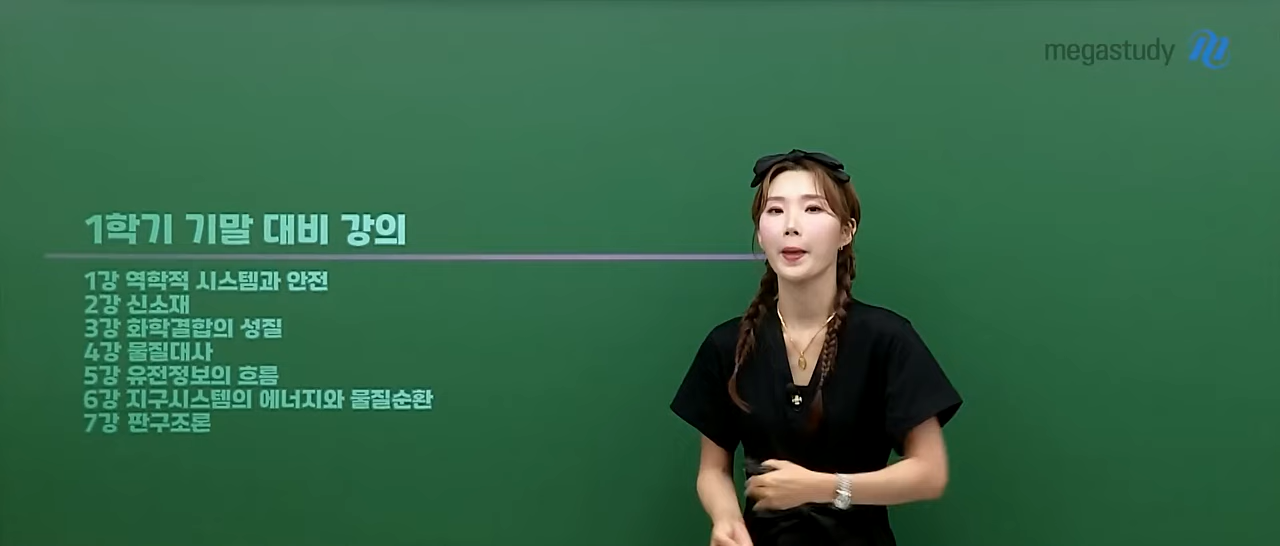 megastudy
1학기 기말 대비 강의
1강 역학적 시스템과 안전
2강 신소재
3강 화학결합의 성질
4강 물질대사
5강 유전정보의 흐름
6강 지구시스템의 에너지와 물질순환
7강 판구조론